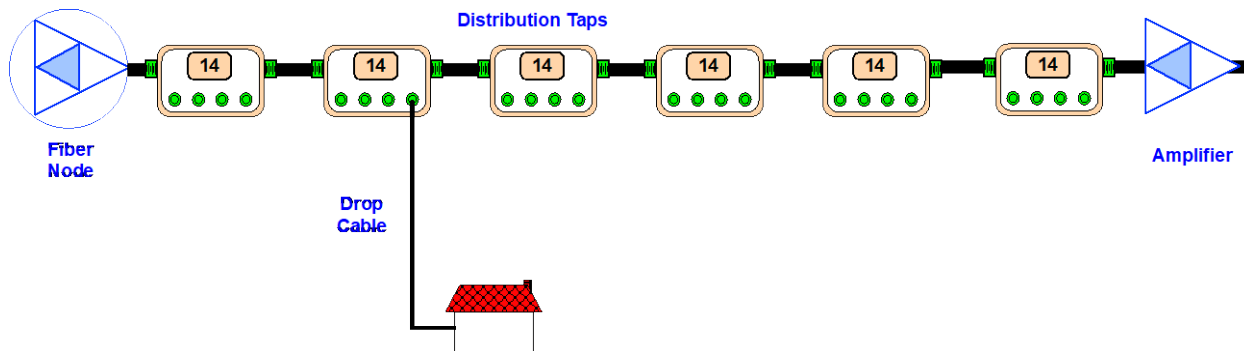 Distribution Taps
14
14
14
14
14
14
Fiber
Node
Amplifier
Drop
Cable